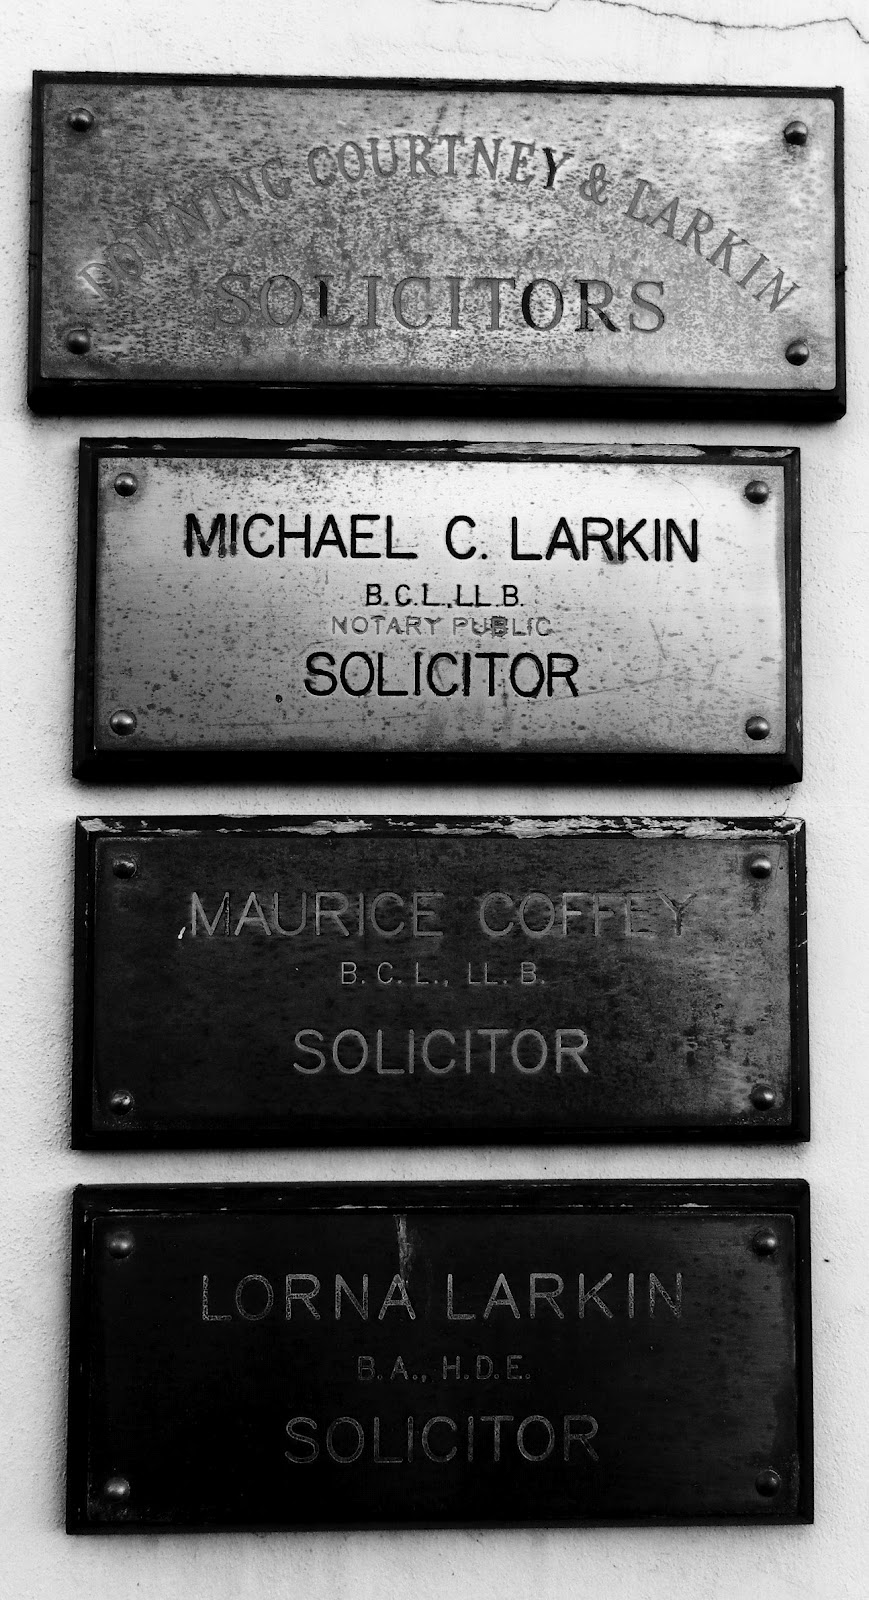 DOWNING COURTNEY & LARKIN
SOLICITORS
MICHAEL C. LARKIN
B.C.L., LL.B.
NOTARY PUBLIC
SOLICITOR
MAURICE COFFEY
B. C. L., LL. B.
SOLICITOR
LORNA LARKIN
B.A., H.D.E.
SOLICITOR